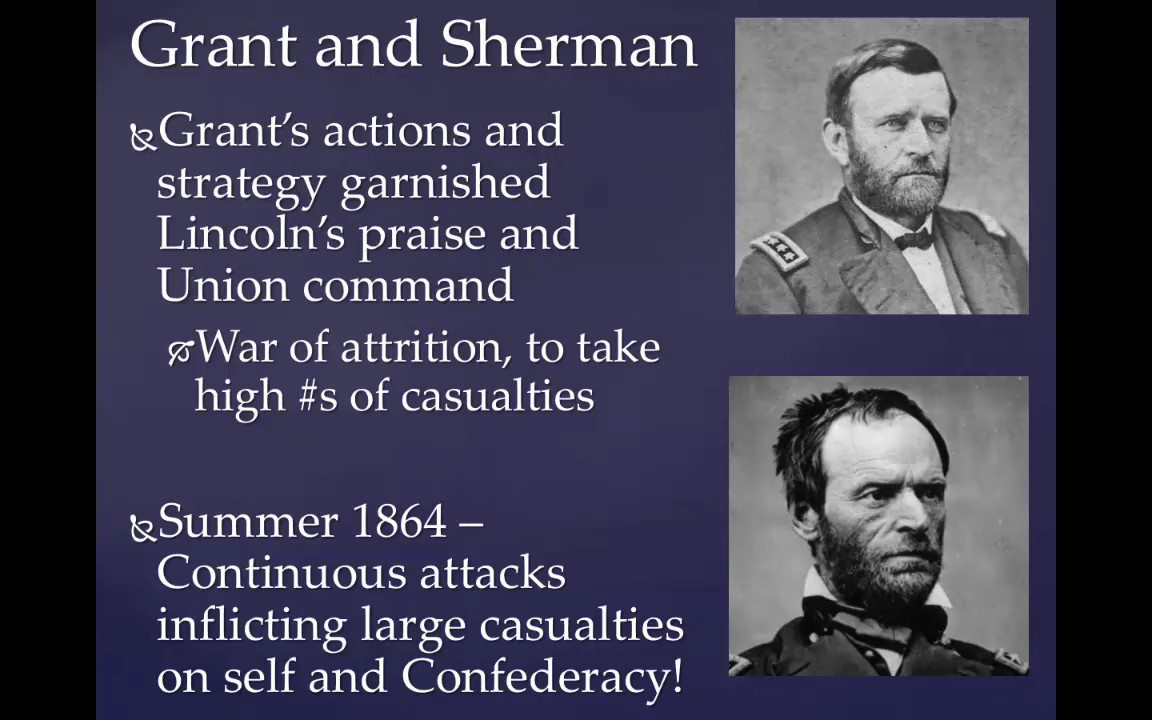 Grant and Sherman
Grant’s actions and
strategy garnished
Lincoln’s praise and
Union command
War of attrition, to take
high #s of casualties
Summer 1864 –
Continuous attacks
inflicting large casualties
on self and Confederacy!